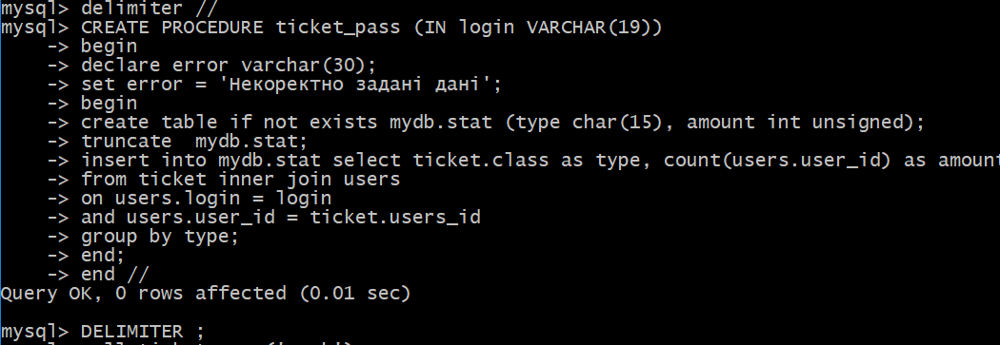 mysql> delimiter //
mysql> CREATE PROCEDURE ticket_pass (IN login VARCHAR(19))
    -> begin
    -> declare error varchar(30);
    -> set error = 'Некоректно задані дані';
    -> begin
    -> create table if not exists mydb.stat (type char(15), amount int unsigned);
    -> truncate  mydb.stat;
    -> insert into mydb.stat select ticket.class as type, count(users.user_id) as amount
    -> from ticket inner join users
    -> on users.login = login
    -> and users.user_id = ticket.users_id
    -> group by type;
    -> end;
    -> end //
Query OK, 0 rows affected (0.01 sec)
mysql> DELIMITER ;